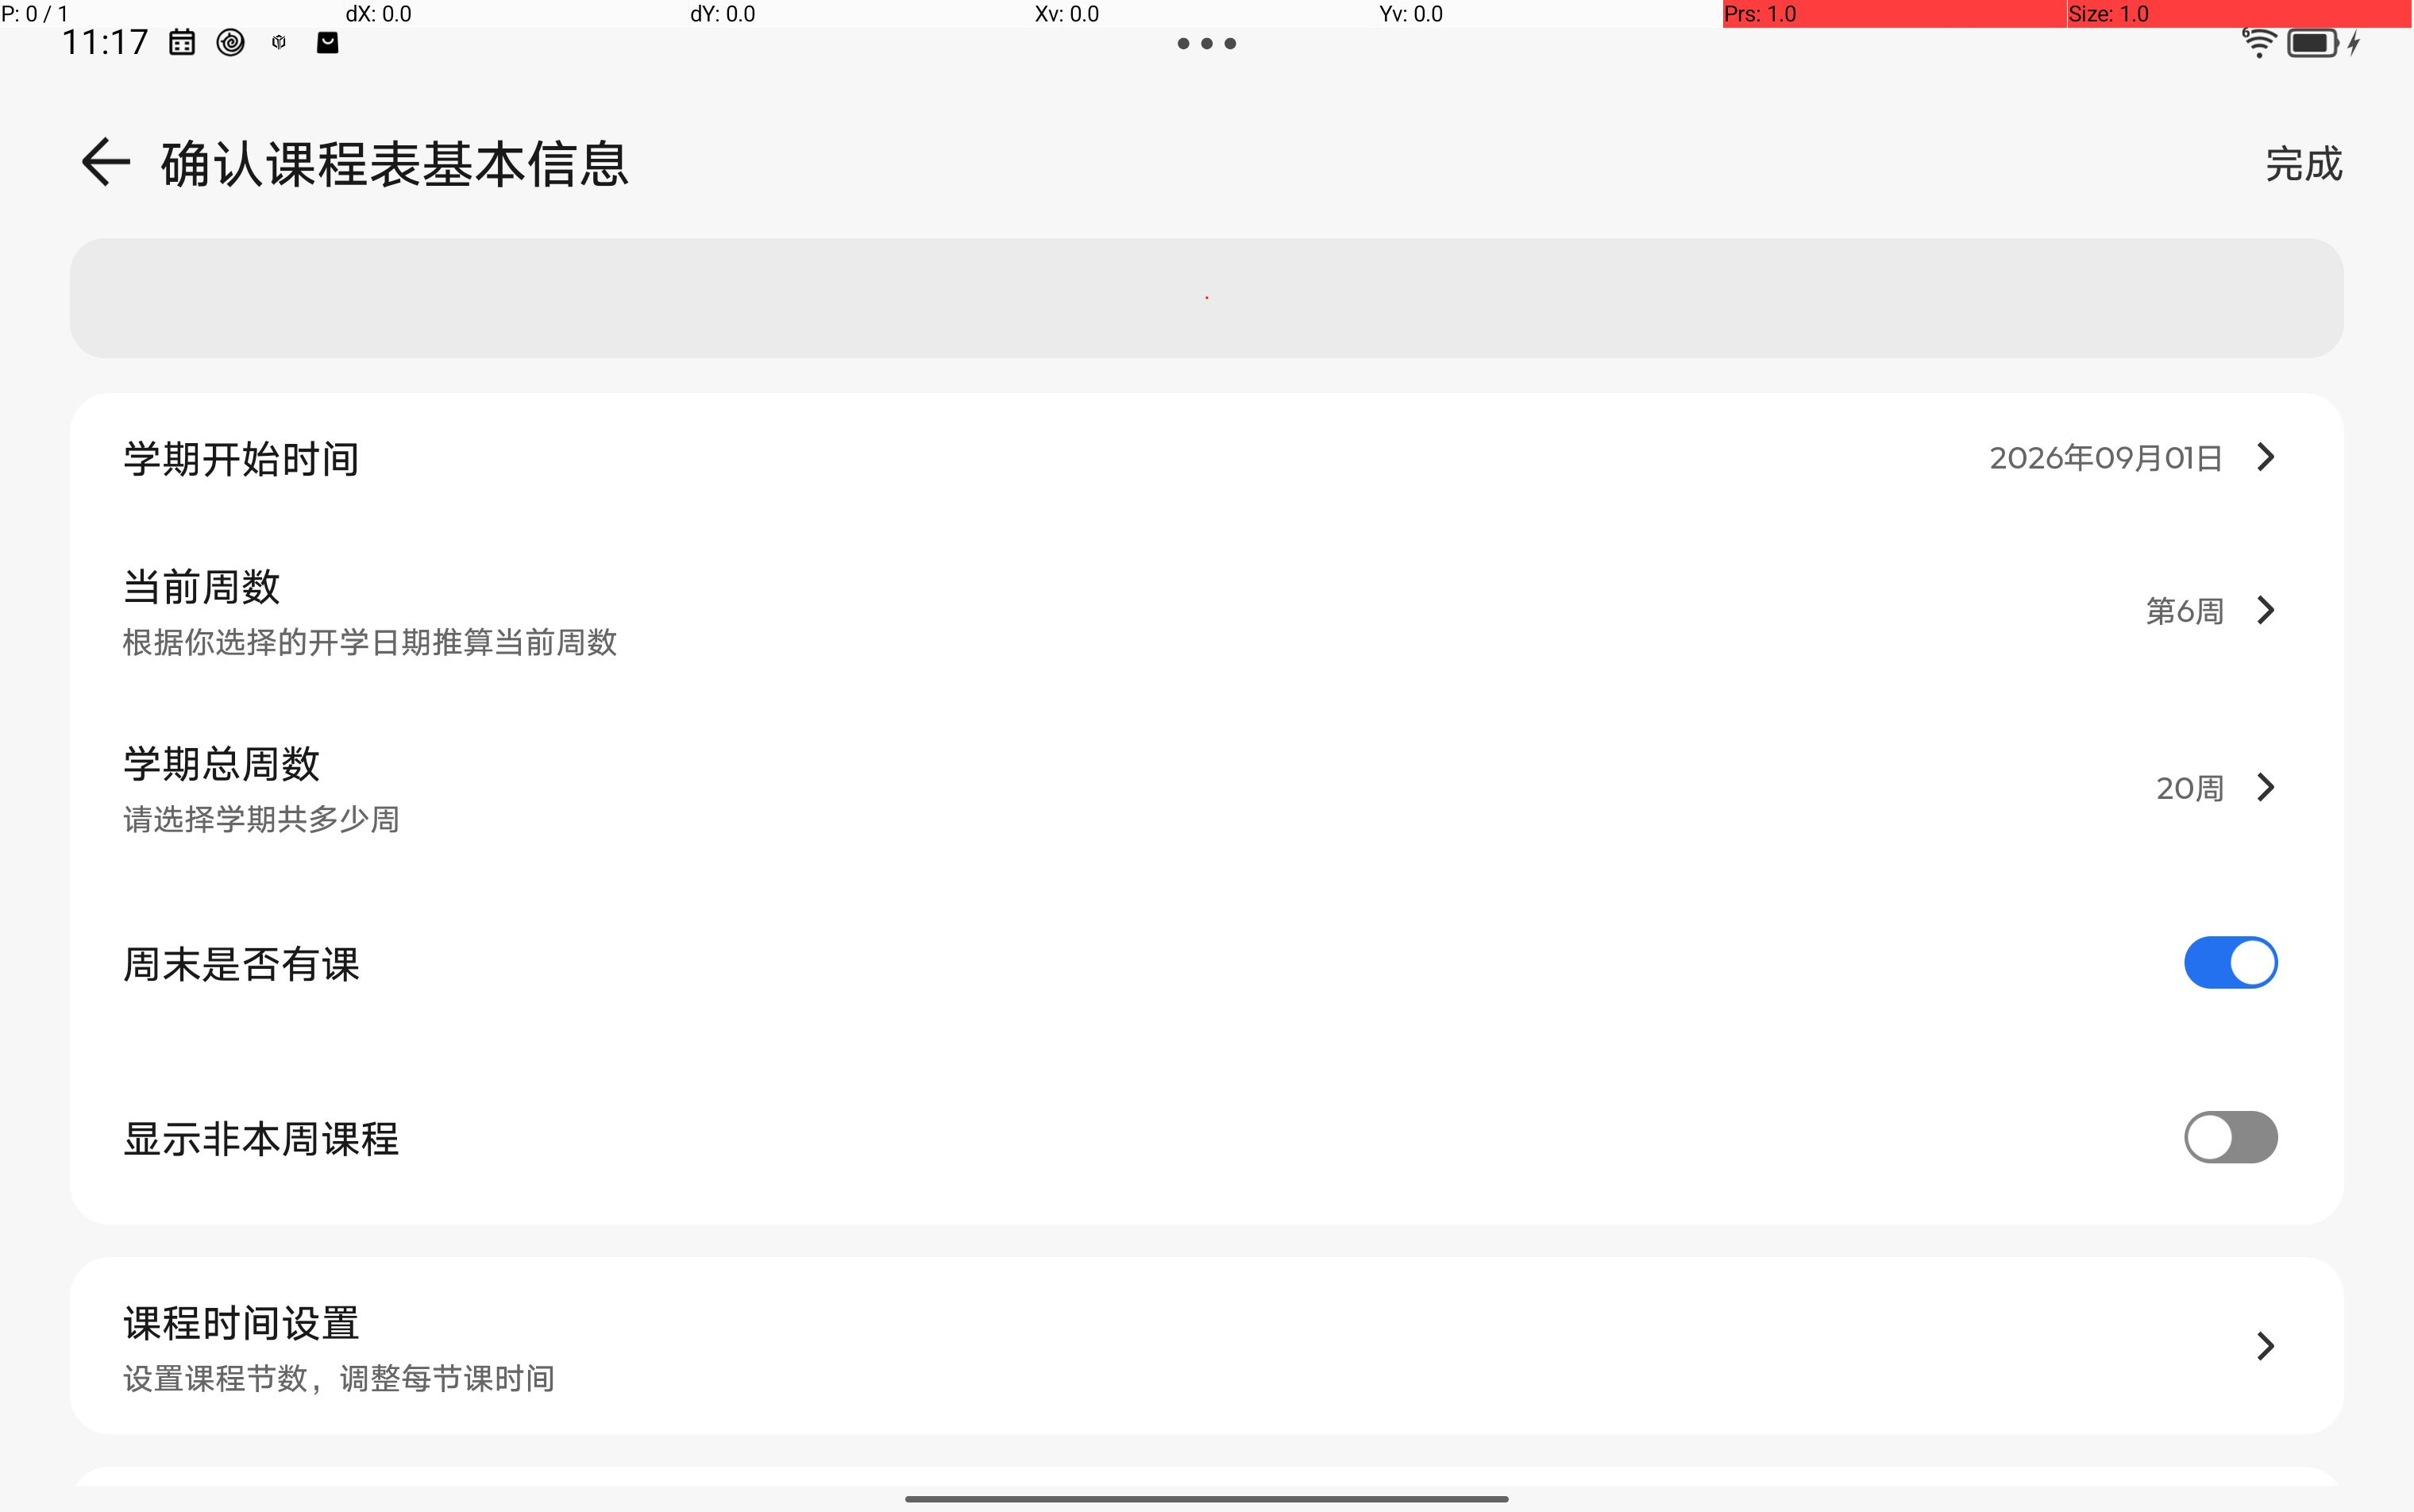 P: 0 / 1 dX: 0.0 dY: 0.0 Xv: 0.0 Yv: 0.0 Prs: 1.0 Size: 1.0
11:17 6
确认课程表基本信息 完成
学期开始时间 2026年09月01日
当前周数 第6周
根据你选择的开学日期推算当前周数
学期总周数 20周
请选择学期共多少周
周末是否有课
显示非本周课程
课程时间设置
设置课程节数，调整每节课时间